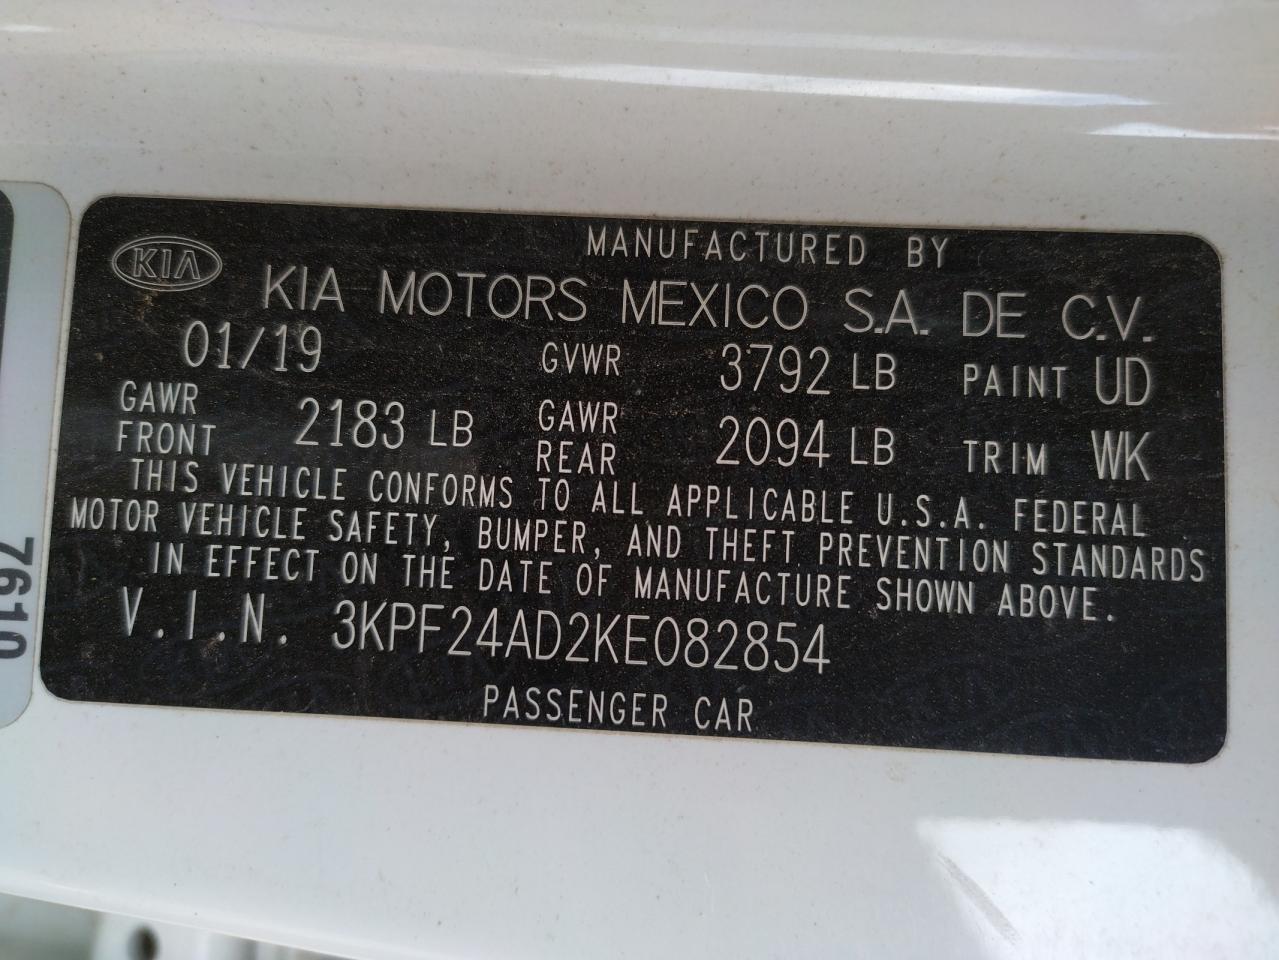 MANUFACTURED BY
KIA
KIA MOTORS MEXICO S.A. DE C.V.
01/19 GVWR 3792 LB PAINT UD
GAWR FRONT 2183 LB GAWR REAR 2094 LB TRIM WK
THIS VEHICLE CONFORMS TO ALL APPLICABLE U.S.A. FEDERAL
MOTOR VEHICLE SAFETY, BUMPER, AND THEFT PREVENTION STANDARDS
IN EFFECT ON THE DATE OF MANUFACTURE SHOWN ABOVE.
V.I.N. 3KPF24AD2KE082854
PASSENGER CAR
7610